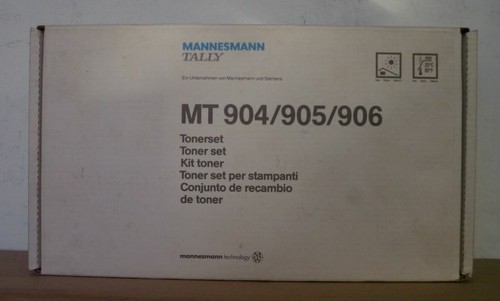 MANNESMANN
TALLY
Ein Unternehmen von Mannesmann und Siemens
MT 904/905/906
Tonerset
Toner set
Kit toner
Toner set per stampanti
Conjunto de recambio
de toner
mannesmann technology